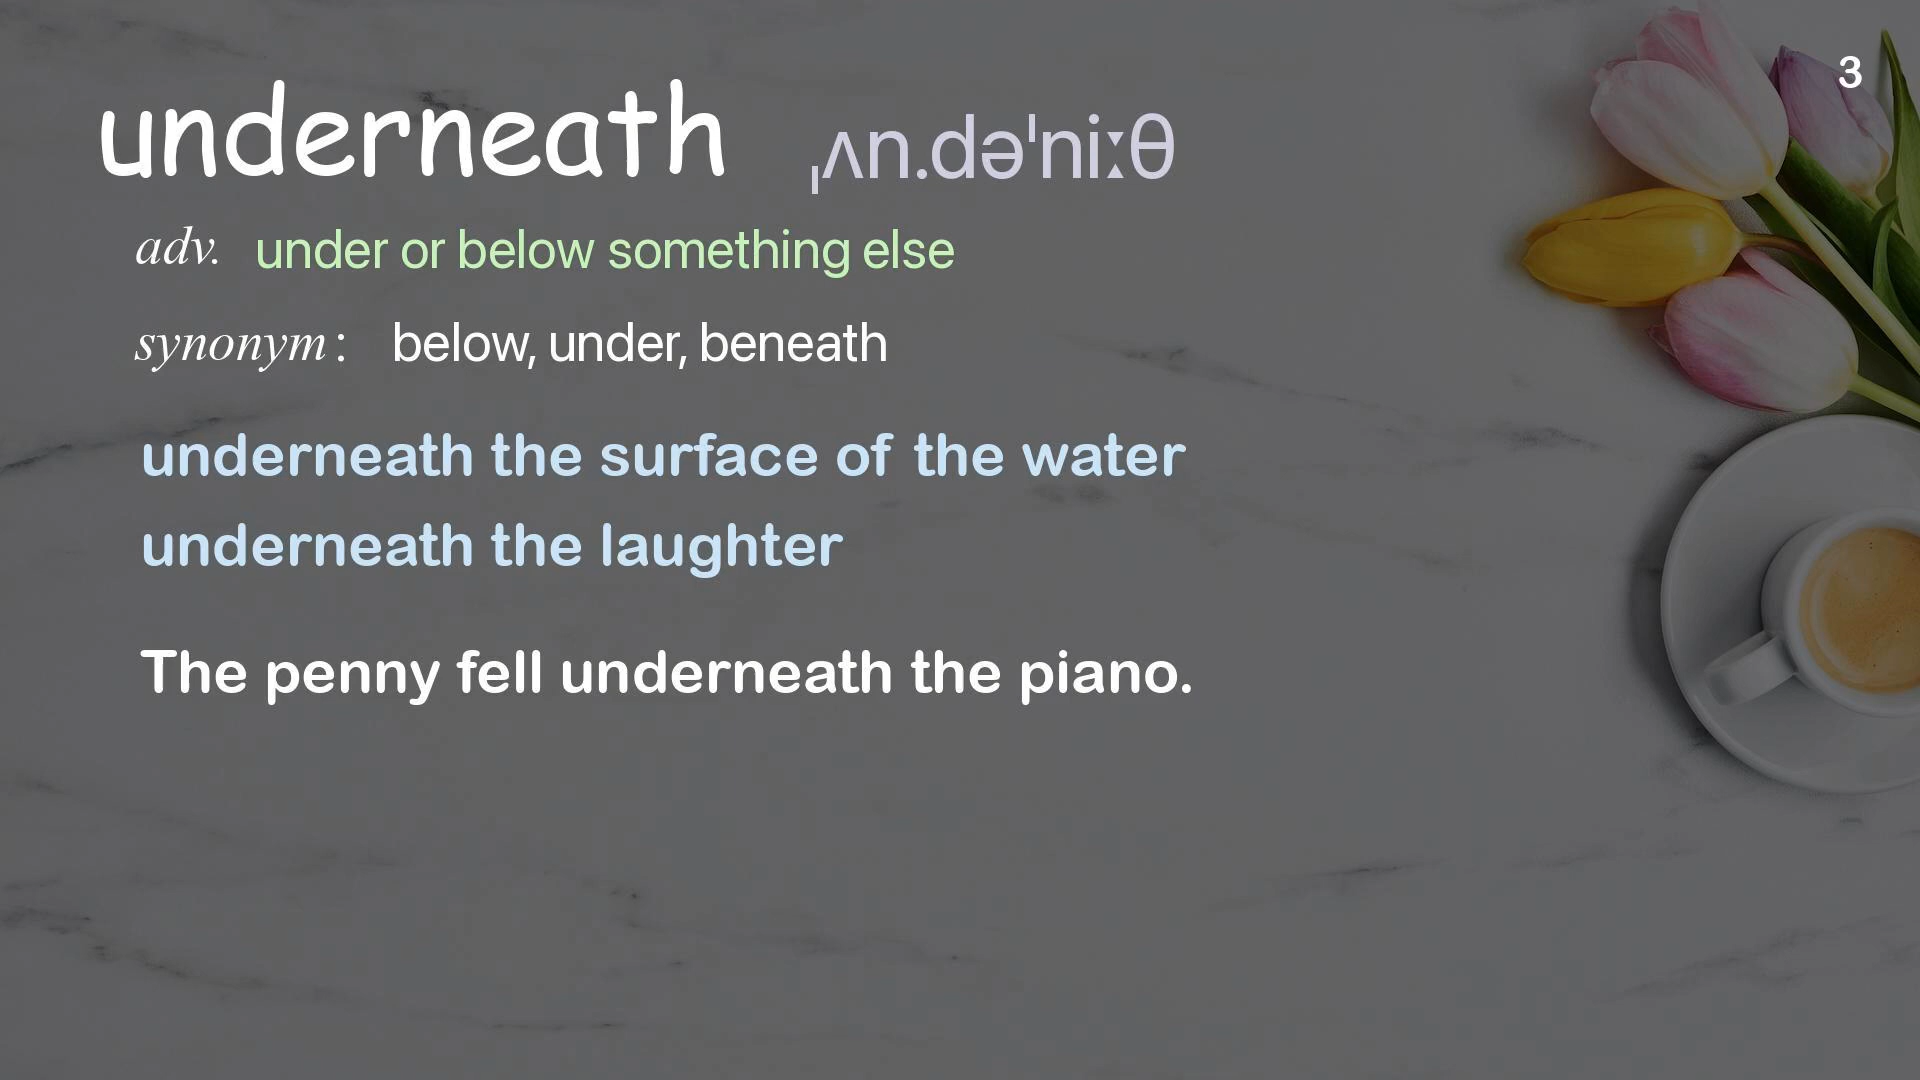 3
underneath ˌʌn.dəˈniːθ
adv. under or below something else
synonym : below, under, beneath
underneath the surface of the water
underneath the laughter
The penny fell underneath the piano.